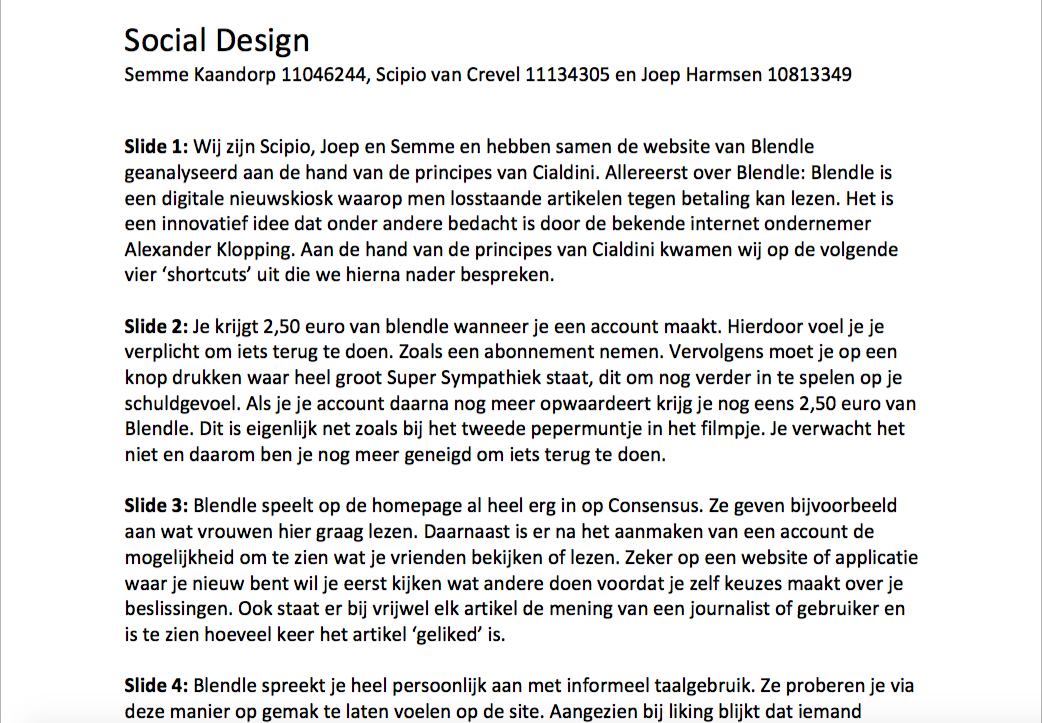 Social Design
Semme Kaandorp 11046244, Scipio van Crevel 11134305 en Joep Harmsen 10813349
Slide 1: Wij zijn Scipio, Joep en Semme en hebben samen de website van Blendle
geanalyseerd aan de hand van de principes van Cialdini. Allereerst over Blendle: Blendle is
een digitale nieuwskiosk waarop men losstaande artikelen tegen betaling kan lezen. Het is
een innovatief idee dat onder andere bedacht is door de bekende internet ondernemer
Alexander Klopping. Aan de hand van de principes van Cialdini kwamen wij op de volgende
vier ‘shortcuts’ uit die we hierna nader bespreken.
Slide 2: Je krijgt 2,50 euro van blendle wanneer je een account maakt. Hierdoor voel je je
verplicht om iets terug te doen. Zoals een abonnement nemen. Vervolgens moet je op een
knop drukken waar heel groot Super Sympathiek staat, dit om nog verder in te spelen op je
schuldgevoel. Als je je account daarna nog meer opwaardeert krijg je nog eens 2,50 euro van
Blendle. Dit is eigenlijk net zoals bij het tweede pepermuntje in het filmpje. Je verwacht het
niet en daarom ben je nog meer geneigd om iets terug te doen.
Slide 3: Blendle speelt op de homepage al heel erg in op Consensus. Ze geven bijvoorbeeld
aan wat vrouwen hier graag lezen. Daarnaast is er na het aanmaken van een account de
mogelijkheid om te zien wat je vrienden bekijken of lezen. Zeker op een website of applicatie
waar je nieuw bent wil je eerst kijken wat andere doen voordat je zelf keuzes maakt over je
beslissingen. Ook staat er bij vrijwel elk artikel de mening van een journalist of gebruiker en
is te zien hoeveel keer het artikel ‘geliked’ is.
Slide 4: Blendle spreekt je heel persoonlijk aan met informeel taalgebruik. Ze proberen je via
deze manier op gemak te laten voelen op de site. Aangezien bij liking blijkt dat iemand